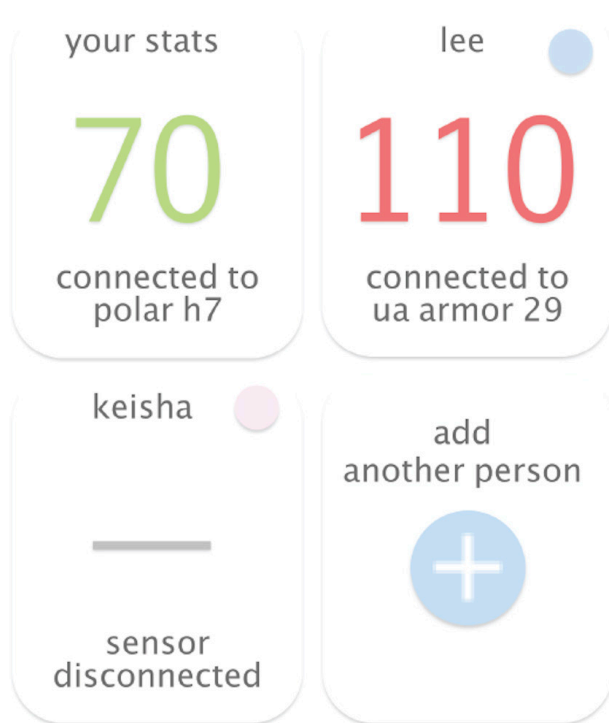 your stats
70
connected to
polar h7
lee
110
connected to
ua armor 29
keisha
sensor
disconnected
add
another person